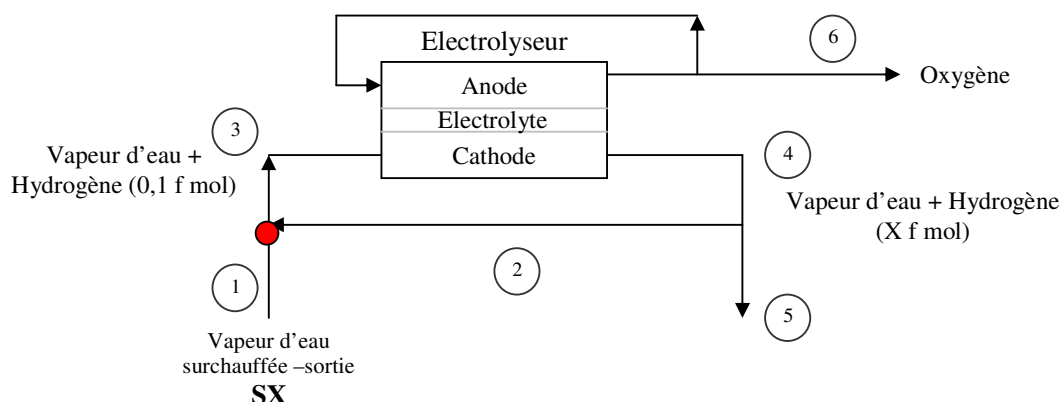 6
Electrolyseur
Oxygène
Anode
Electrolyte
Cathode
3
Vapeur d'eau +
Hydrogène (0,1 f mol)
4
Vapeur d'eau + Hydrogène
(X f mol)
2
1
5
Vapeur d'eau
surchauffée –sortie
SX